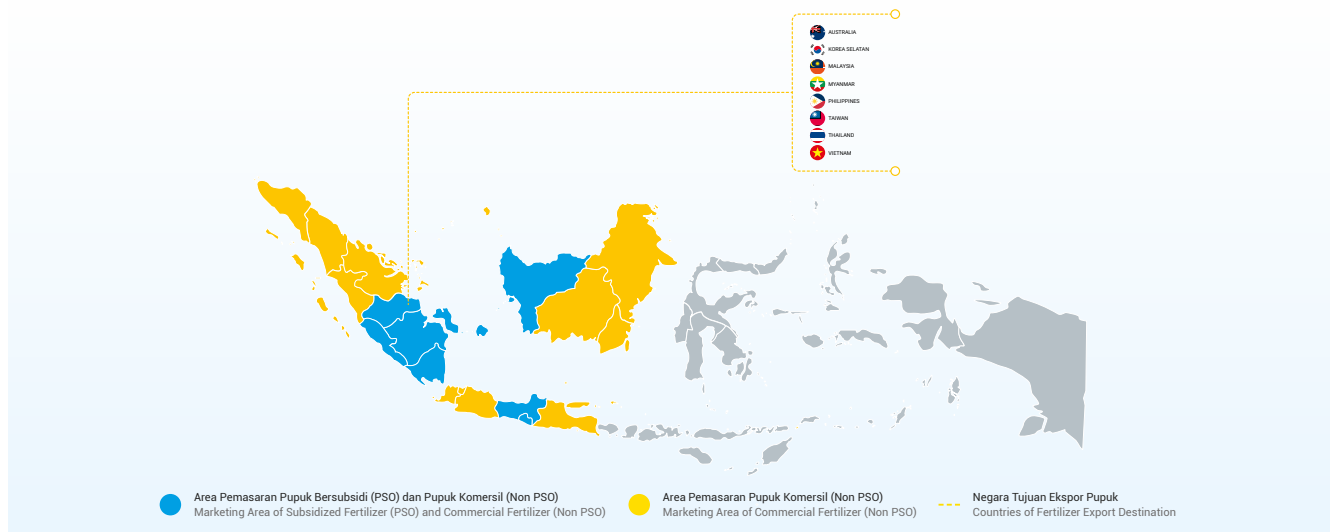 AUSTRALIA
KOREA SELATAN
MALAYSIA
MYANMAR
PHILIPPINES
TAIWAN
THAILAND
VIETNAM
Area Pemasaran Pupuk Bersubsidi (PSO) dan Pupuk Komersil (Non PSO)
Marketing Area of Subsidized Fertilizer (PSO) and Commercial Fertilizer (Non PSO)
Area Pemasaran Pupuk Komersil (Non PSO)
Marketing Area of Commercial Fertilizer (Non PSO)
Negara Tujuan Ekspor Pupuk
Countries of Fertilizer Export Destination